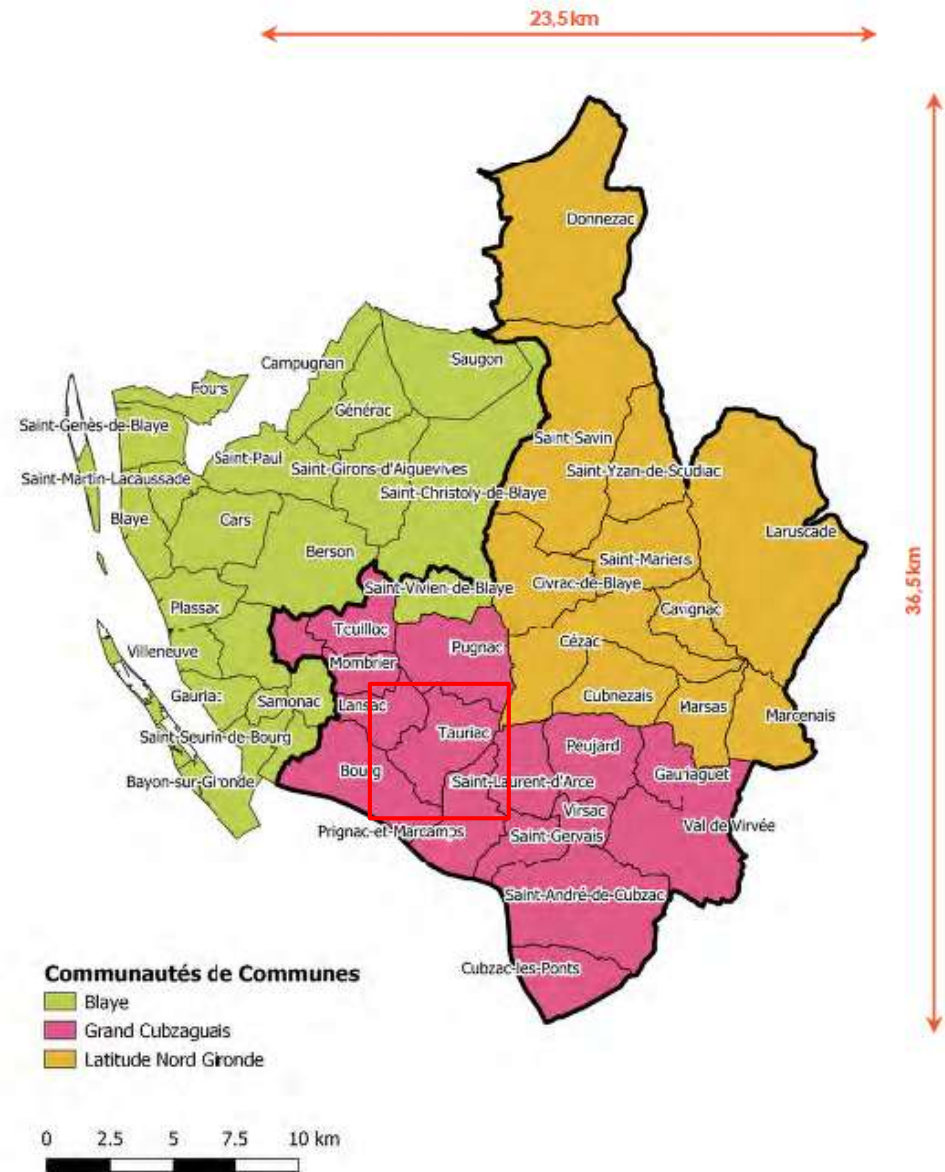 23,5km
36,5km
Donnezac
Saugon
Campugnan
Fours
Générac
Saint-Genès-de-Blaye
Saint-Savin
Saint-Paul
Saint-Girons-d'Aiguevives
Saint-Yzan-de-Soudiac
Saint-Martin-Lacaussade
Saint-Christoly-de-Blaye
Blaye
Cars
Laruscade
Berson
Saint-Mariens
Civrac-de-Blaye
Saint-Vivien-de-Blaye
Plassac
Cavignac
Teuillac
Cézac
Pugnac
Villeneuve
Mombrier
Gauriac
Samonac
Lansac
Cubnezais
Marsas
Marcenais
Tauriac
Saint-Seurin-de-Bourg
Peujard
Bourg
Gauriaguet
Bayon-sur-Gironde
Saint-Laurent-d'Arce
Virsac
Val de Virvée
Prignac-et-Marcamps
Saint-Gervais
Saint-André-de-Cubzac
Cubzac-les-Ponts
Communautés de Communes
Blaye
Grand Cubzaguais
Latitude Nord Gironde
0 2.5 5 7.5 10 km